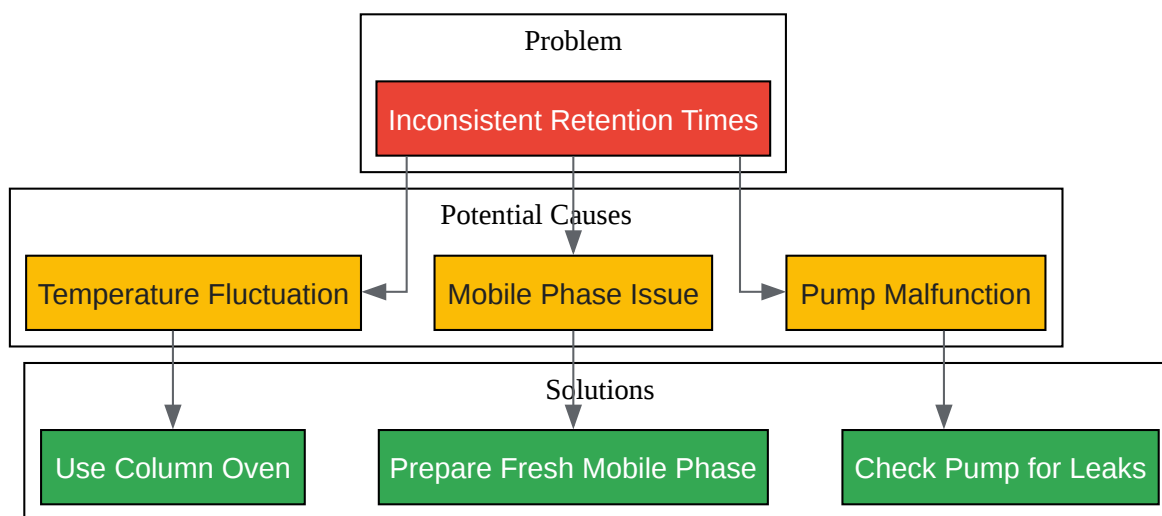 Problem
Inconsistent Retention Times
Potential Causes
Temperature Fluctuation
Mobile Phase Issue
Pump Malfunction
Solutions
Use Column Oven
Prepare Fresh Mobile Phase
Check Pump for Leaks